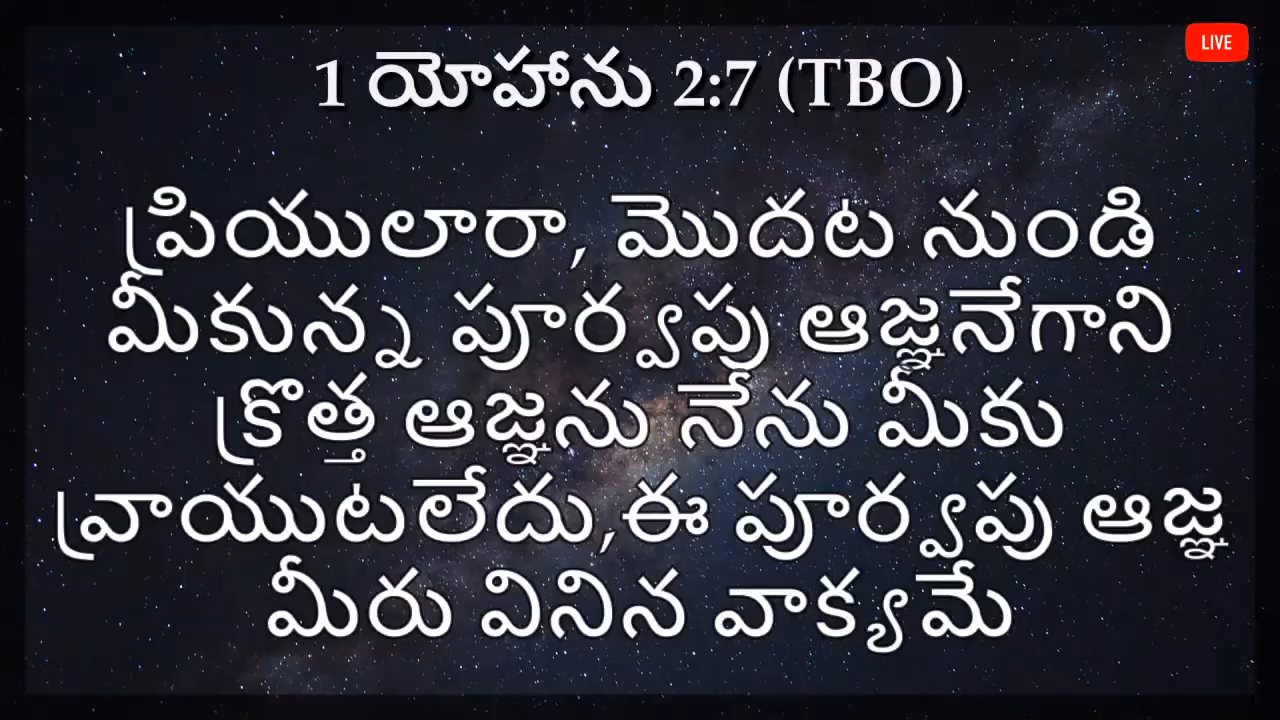 LIVE
1 యోహాను 2:7 (TBO)
ప్రియులారా, మొదట నుండి
మీకున్న పూర్వపు ఆజ్ఞనేగాని
క్రొత్త ఆజ్ఞను నేను మీకు
వ్రాయుటలేదు,ఈ పూర్వపు ఆజ్ఞ
మీరు వినిన వాక్యమే